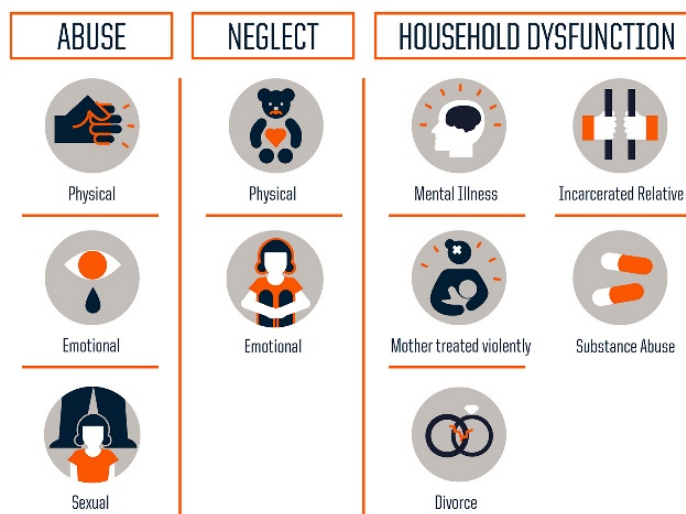 ABUSE
Physical
Emotional
Sexual
NEGLECT
Physical
Emotional
HOUSEHOLD DYSFUNCTION
Mental Illness
Incarcerated Relative
Mother treated violently
Substance Abuse
Divorce